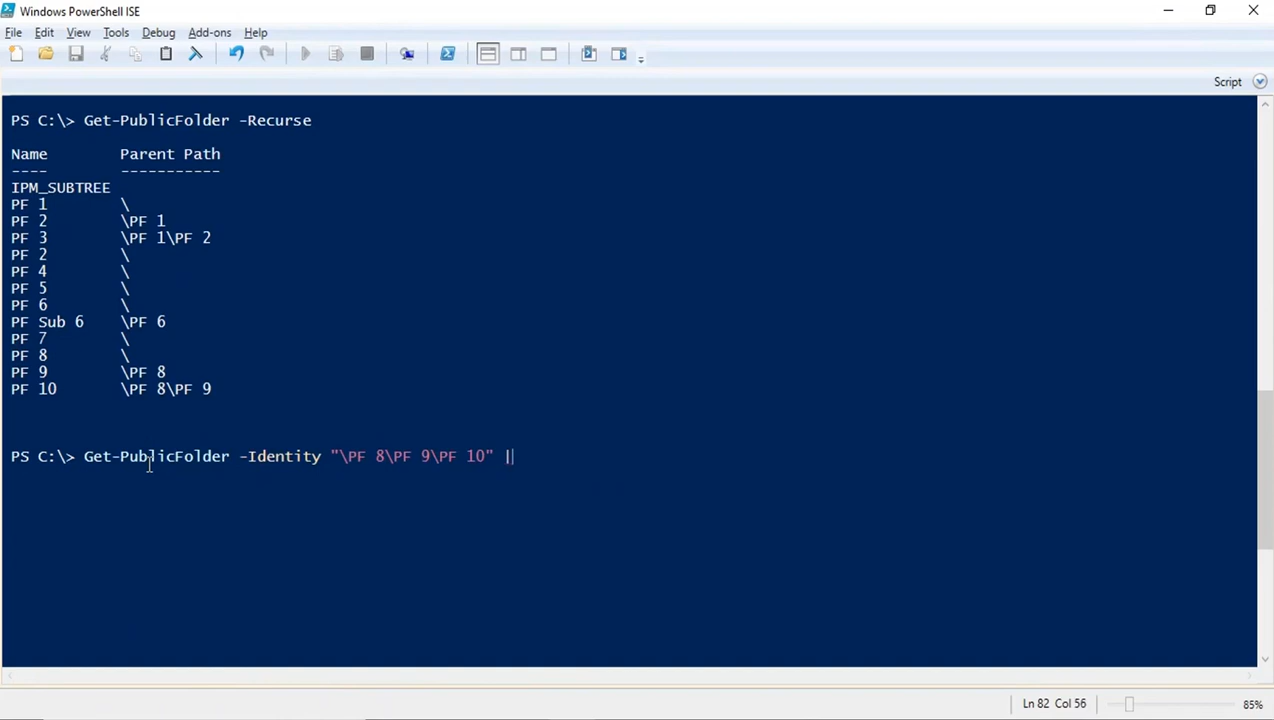 Windows PowerShell ISE
File Edit View Tools Debug Add-ons Help
Script
PS C:\> Get-PublicFolder -Recurse
Name Parent Path
---- -----------
IPM_SUBTREE
PF 1 \
PF 2 \PF 1
PF 3 \PF 1\PF 2
PF 2 \
PF 4 \
PF 5 \
PF 6 \
PF Sub 6 \PF 6
PF 7 \
PF 8 \
PF 9 \PF 8
PF 10 \PF 8\PF 9
PS C:\> Get-PublicFolder -Identity "\PF 8\PF 9\PF 10" |
Ln 82 Col 56 85%